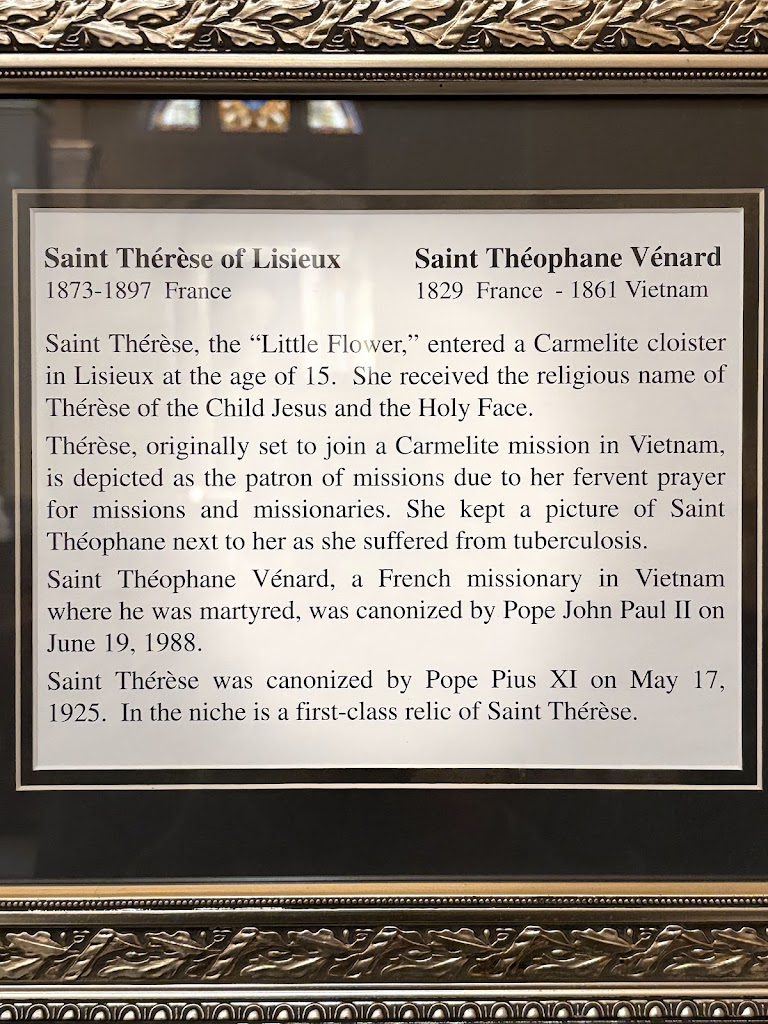 Saint Thérèse of Lisieux Saint Théophane Vénard
1873-1897 France 1829 France - 1861 Vietnam
Saint Thérèse, the “Little Flower,” entered a Carmelite cloister
in Lisieux at the age of 15. She received the religious name of
Thérèse of the Child Jesus and the Holy Face.
Thérèse, originally set to join a Carmelite mission in Vietnam,
is depicted as the patron of missions due to her fervent prayer
for missions and missionaries. She kept a picture of Saint
Théophane next to her as she suffered from tuberculosis.
Saint Théophane Vénard, a French missionary in Vietnam
where he was martyred, was canonized by Pope John Paul II on
June 19, 1988.
Saint Thérèse was canonized by Pope Pius XI on May 17,
1925. In the niche is a first-class relic of Saint Thérèse.